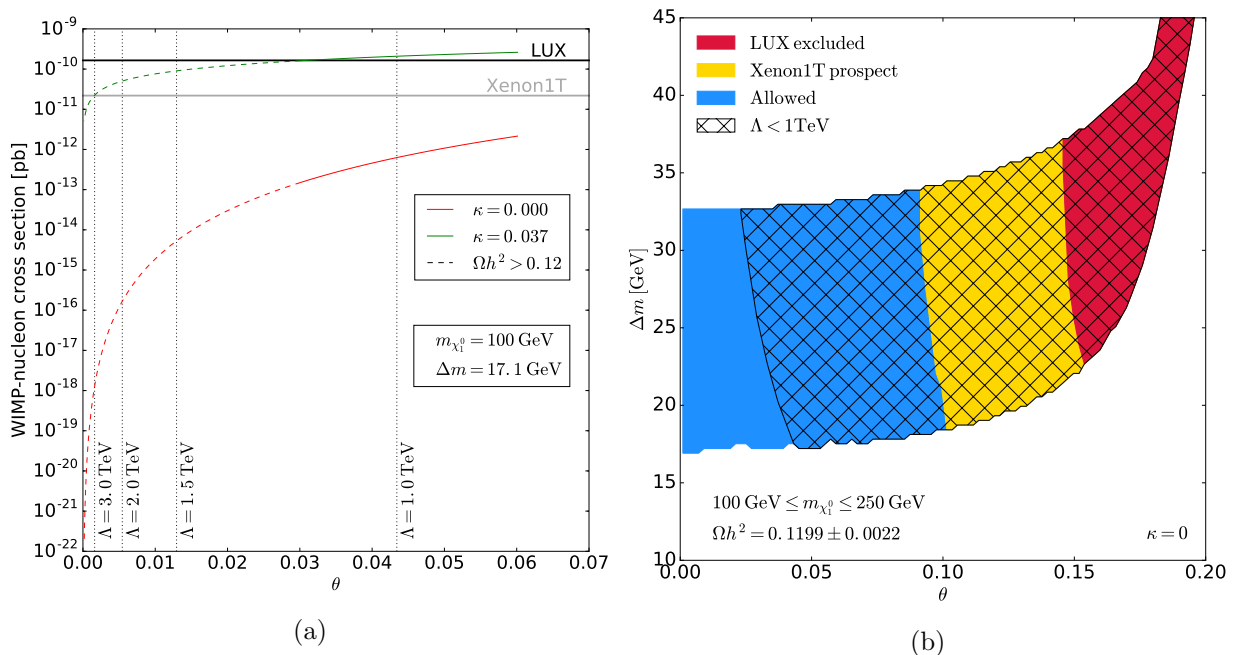 10⁻⁹
10⁻¹⁰
10⁻¹¹
10⁻¹²
10⁻¹³
10⁻¹⁴
10⁻¹⁵
10⁻¹⁶
10⁻¹⁷
10⁻¹⁸
10⁻¹⁹
10⁻²⁰
10⁻²¹
10⁻²²
WIMP-nucleon cross section [pb]
LUX
Xenon1T
κ = 0.000
κ = 0.037
Ωh² > 0.12
m_χ₁⁰ = 100 GeV
Δm = 17.1 GeV
Λ = 3.0 TeV
Λ = 2.0 TeV
Λ = 1.5 TeV
Λ = 1.0 TeV
0.00 0.01 0.02 0.03 0.04 0.05 0.06 0.07
θ
(a)
45
40
35
30
25
20
15
10
Δm [GeV]
LUX excluded
Xenon1T prospect
Allowed
Λ < 1TeV
100 GeV ≤ m_χ₁⁰ ≤ 250 GeV
Ωh² = 0.1199 ± 0.0022
κ = 0
0.00 0.05 0.10 0.15 0.20
θ
(b)